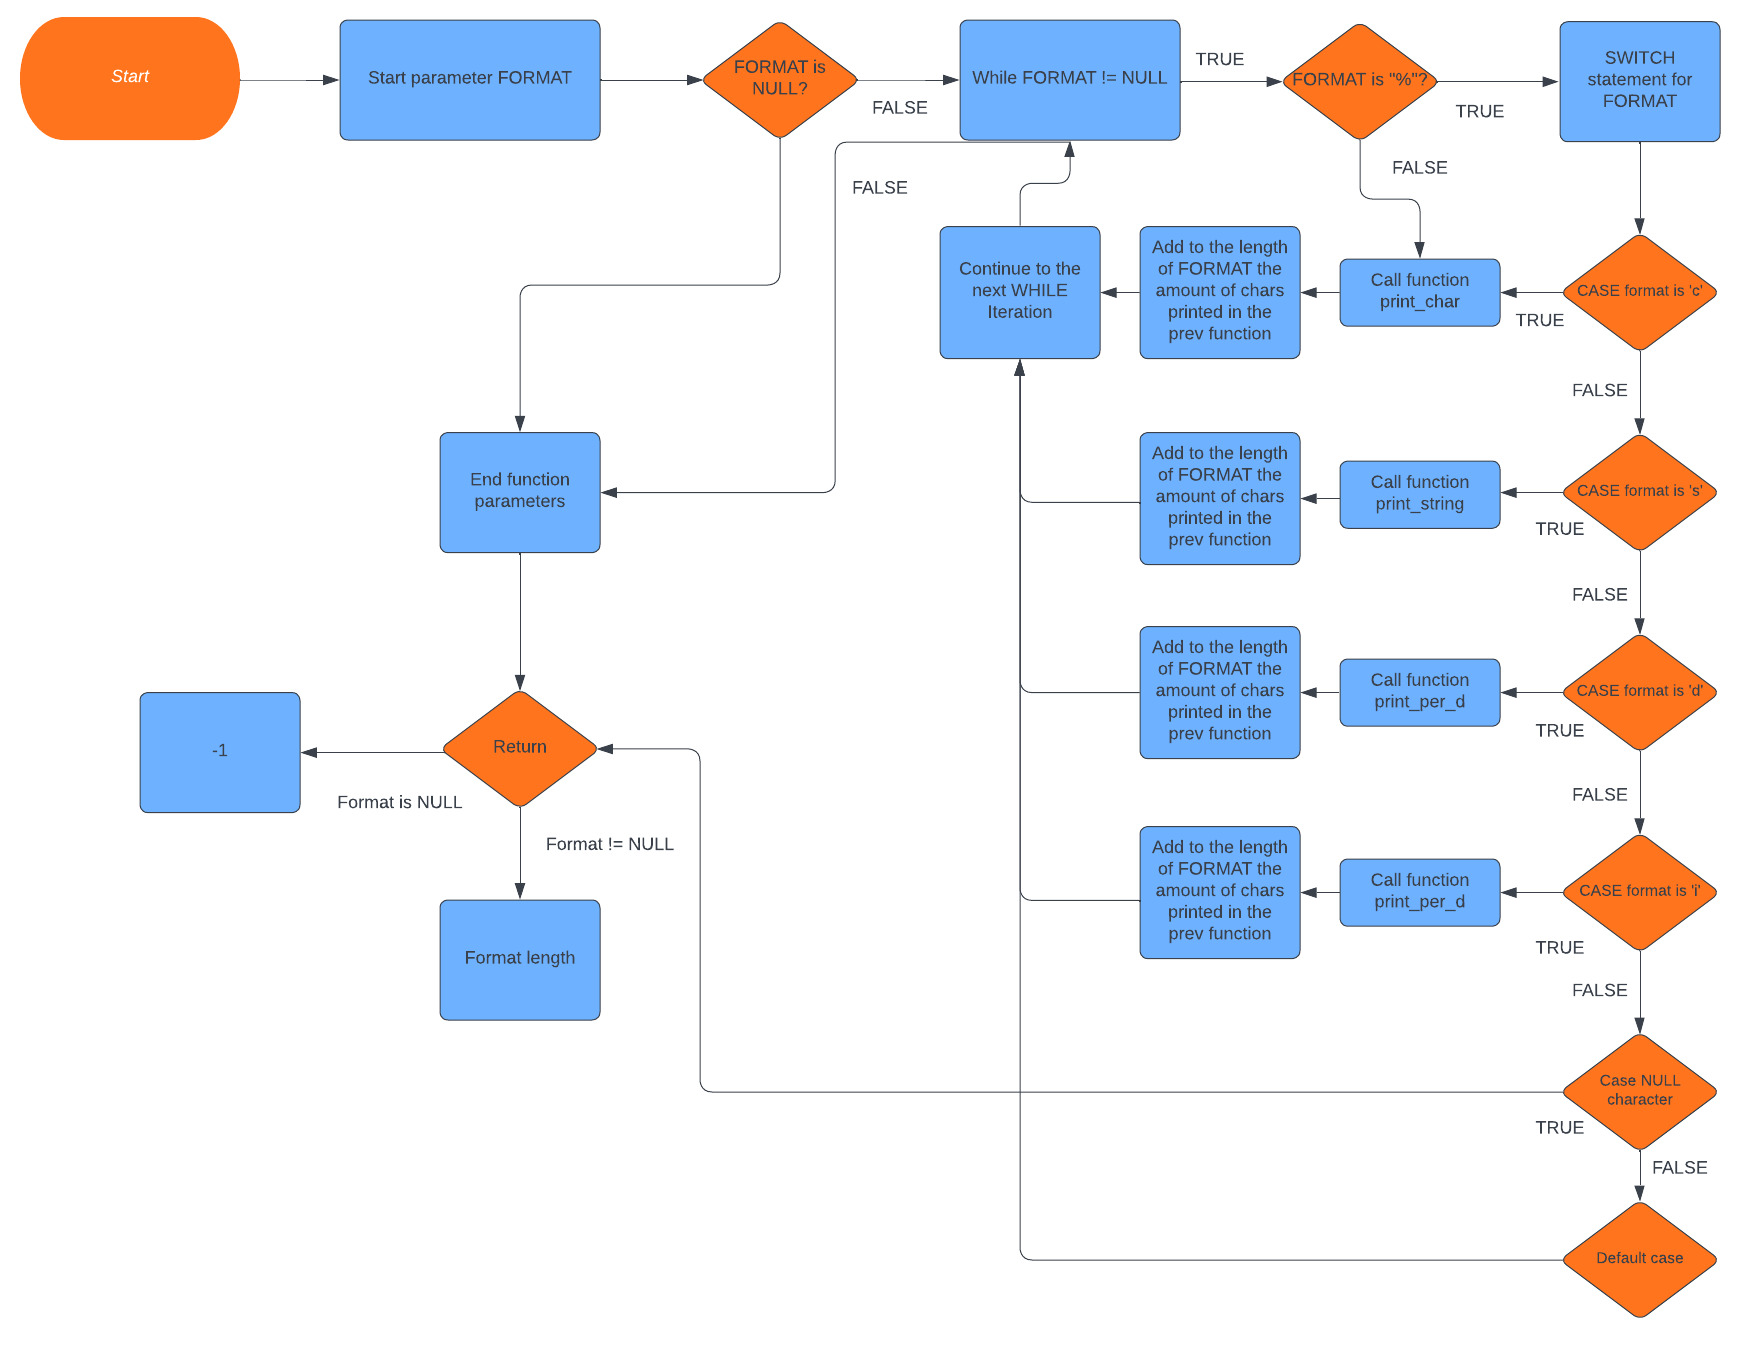 Start
Start parameter FORMAT
FORMAT is
NULL?
FALSE
While FORMAT != NULL
TRUE
FORMAT is "%"?
TRUE
SWITCH
statement for
FORMAT
FALSE
FALSE
Continue to the
next WHILE
Iteration
Add to the length
of FORMAT the
amount of chars
printed in the
prev function
Call function
print_char
TRUE
CASE format is 'c'
FALSE
End function
parameters
Add to the length
of FORMAT the
amount of chars
printed in the
prev function
Call function
print_string
TRUE
CASE format is 's'
FALSE
Add to the length
of FORMAT the
amount of chars
printed in the
prev function
Call function
print_per_d
TRUE
CASE format is 'd'
FALSE
-1
Format is NULL
Return
Format != NULL
Format length
Add to the length
of FORMAT the
amount of chars
printed in the
prev function
Call function
print_per_d
TRUE
CASE format is 'i'
FALSE
Case NULL
character
TRUE
FALSE
Default case